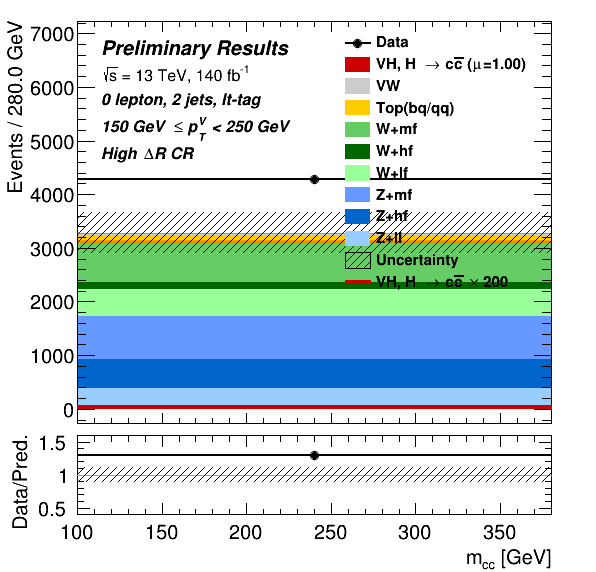 Events / 280.0 GeV
7000
6000
5000
4000
3000
2000
1000
0
Preliminary Results
√s = 13 TeV, 140 fb⁻¹
0 lepton, 2 jets, lt-tag
150 GeV ≤ p_T^V < 250 GeV
High ΔR CR
Data
VH, H → cc̅ (μ=1.00)
VW
Top(bq/qq)
W+mf
W+hf
W+lf
Z+mf
Z+hf
Z+lf
Uncertainty
VH, H → cc̅ × 200
Data/Pred.
1.5
1
0.5
100 150 200 250 300 350
m_cc [GeV]